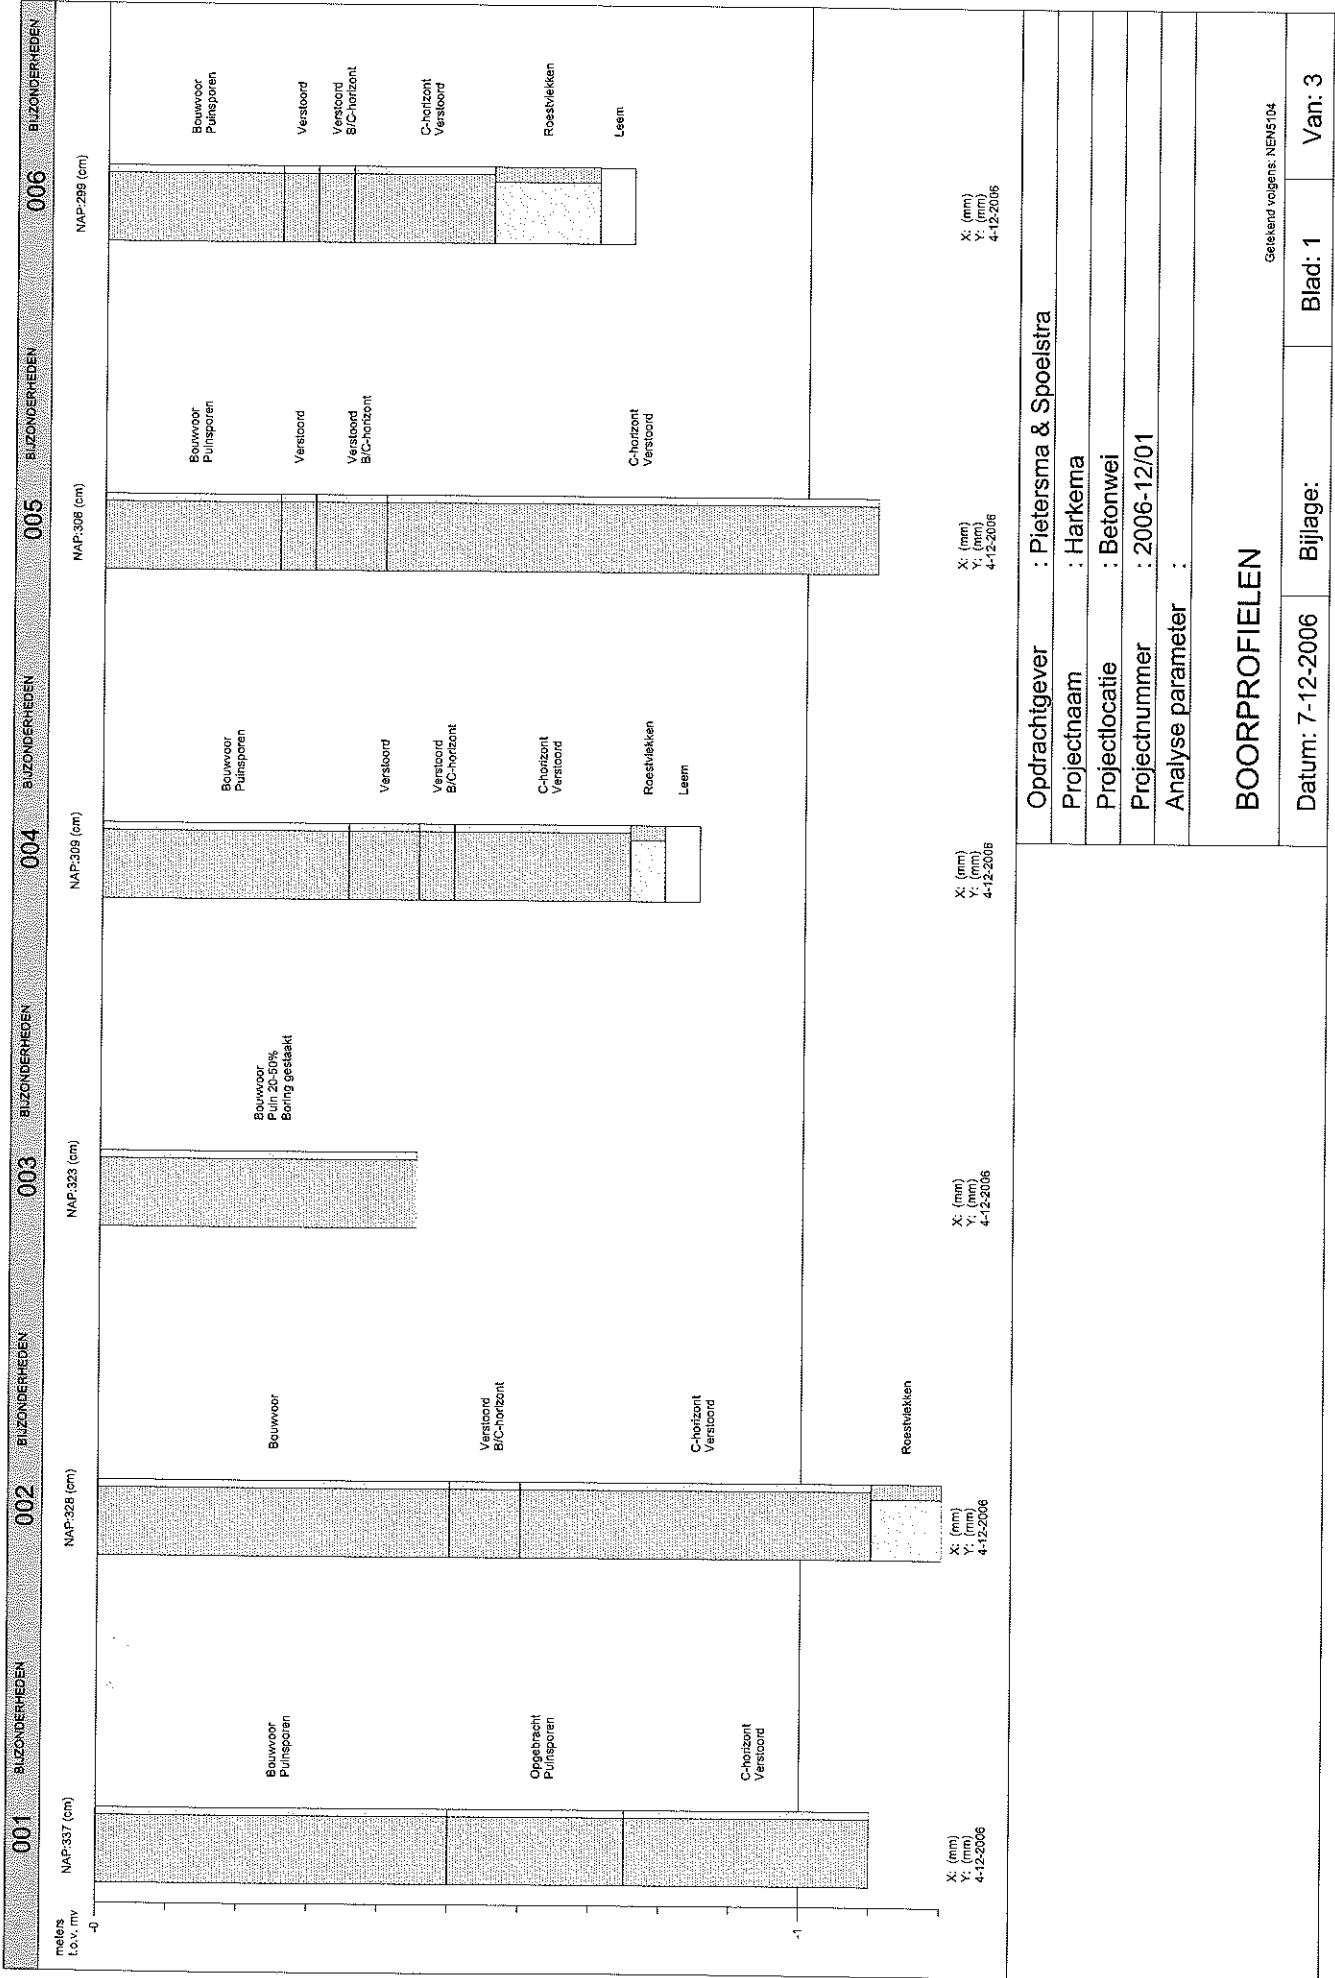 001 BIJZONDERHEDEN 002 BIJZONDERHEDEN 003 BIJZONDERHEDEN 004 BIJZONDERHEDEN 005 BIJZONDERHEDEN 006 BIJZONDERHEDEN
meters
t.o.v. mv
-0
-1
NAP:337 (cm)
Bouwvoor
Puinsporen
Opgebracht
Puinsporen
C-horizont
Verstoord
X: (mm)
Y: (mm)
4-12-2006
NAP:328 (cm)
Bouwvoor
Verstoord
B/C-horizont
C-horizont
Verstoord
Roestvlekken
X: (mm)
Y: (mm)
4-12-2006
NAP:323 (cm)
Bouwvoor
Puin 20-50%
Boring gestaakt
X: (mm)
Y: (mm)
4-12-2006
NAP:309 (cm)
Bouwvoor
Puinsporen
Verstoord
Verstoord
B/C-horizont
C-horizont
Verstoord
Roestvlekken
Leem
X: (mm)
Y: (mm)
4-12-2006
NAP:306 (cm)
Bouwvoor
Puinsporen
Verstoord
Verstoord
B/C-horizont
C-horizont
Verstoord
X: (mm)
Y: (mm)
4-12-2006
NAP:299 (cm)
Bouwvoor
Puinsporen
Verstoord
Verstoord
B/C-horizont
C-horizont
Verstoord
Roestvlekken
Leem
X: (mm)
Y: (mm)
4-12-2006
Opdrachtgever : Pietersma & Spoelstra
Projectnaam : Harkema
Projectlocatie : Betonwei
Projectnummer : 2006-12/01
Analyse parameter :
BOORPROFIELEN
Getekend volgens: NEN5104
Datum: 7-12-2006 Bijlage: Blad: 1 Van: 3